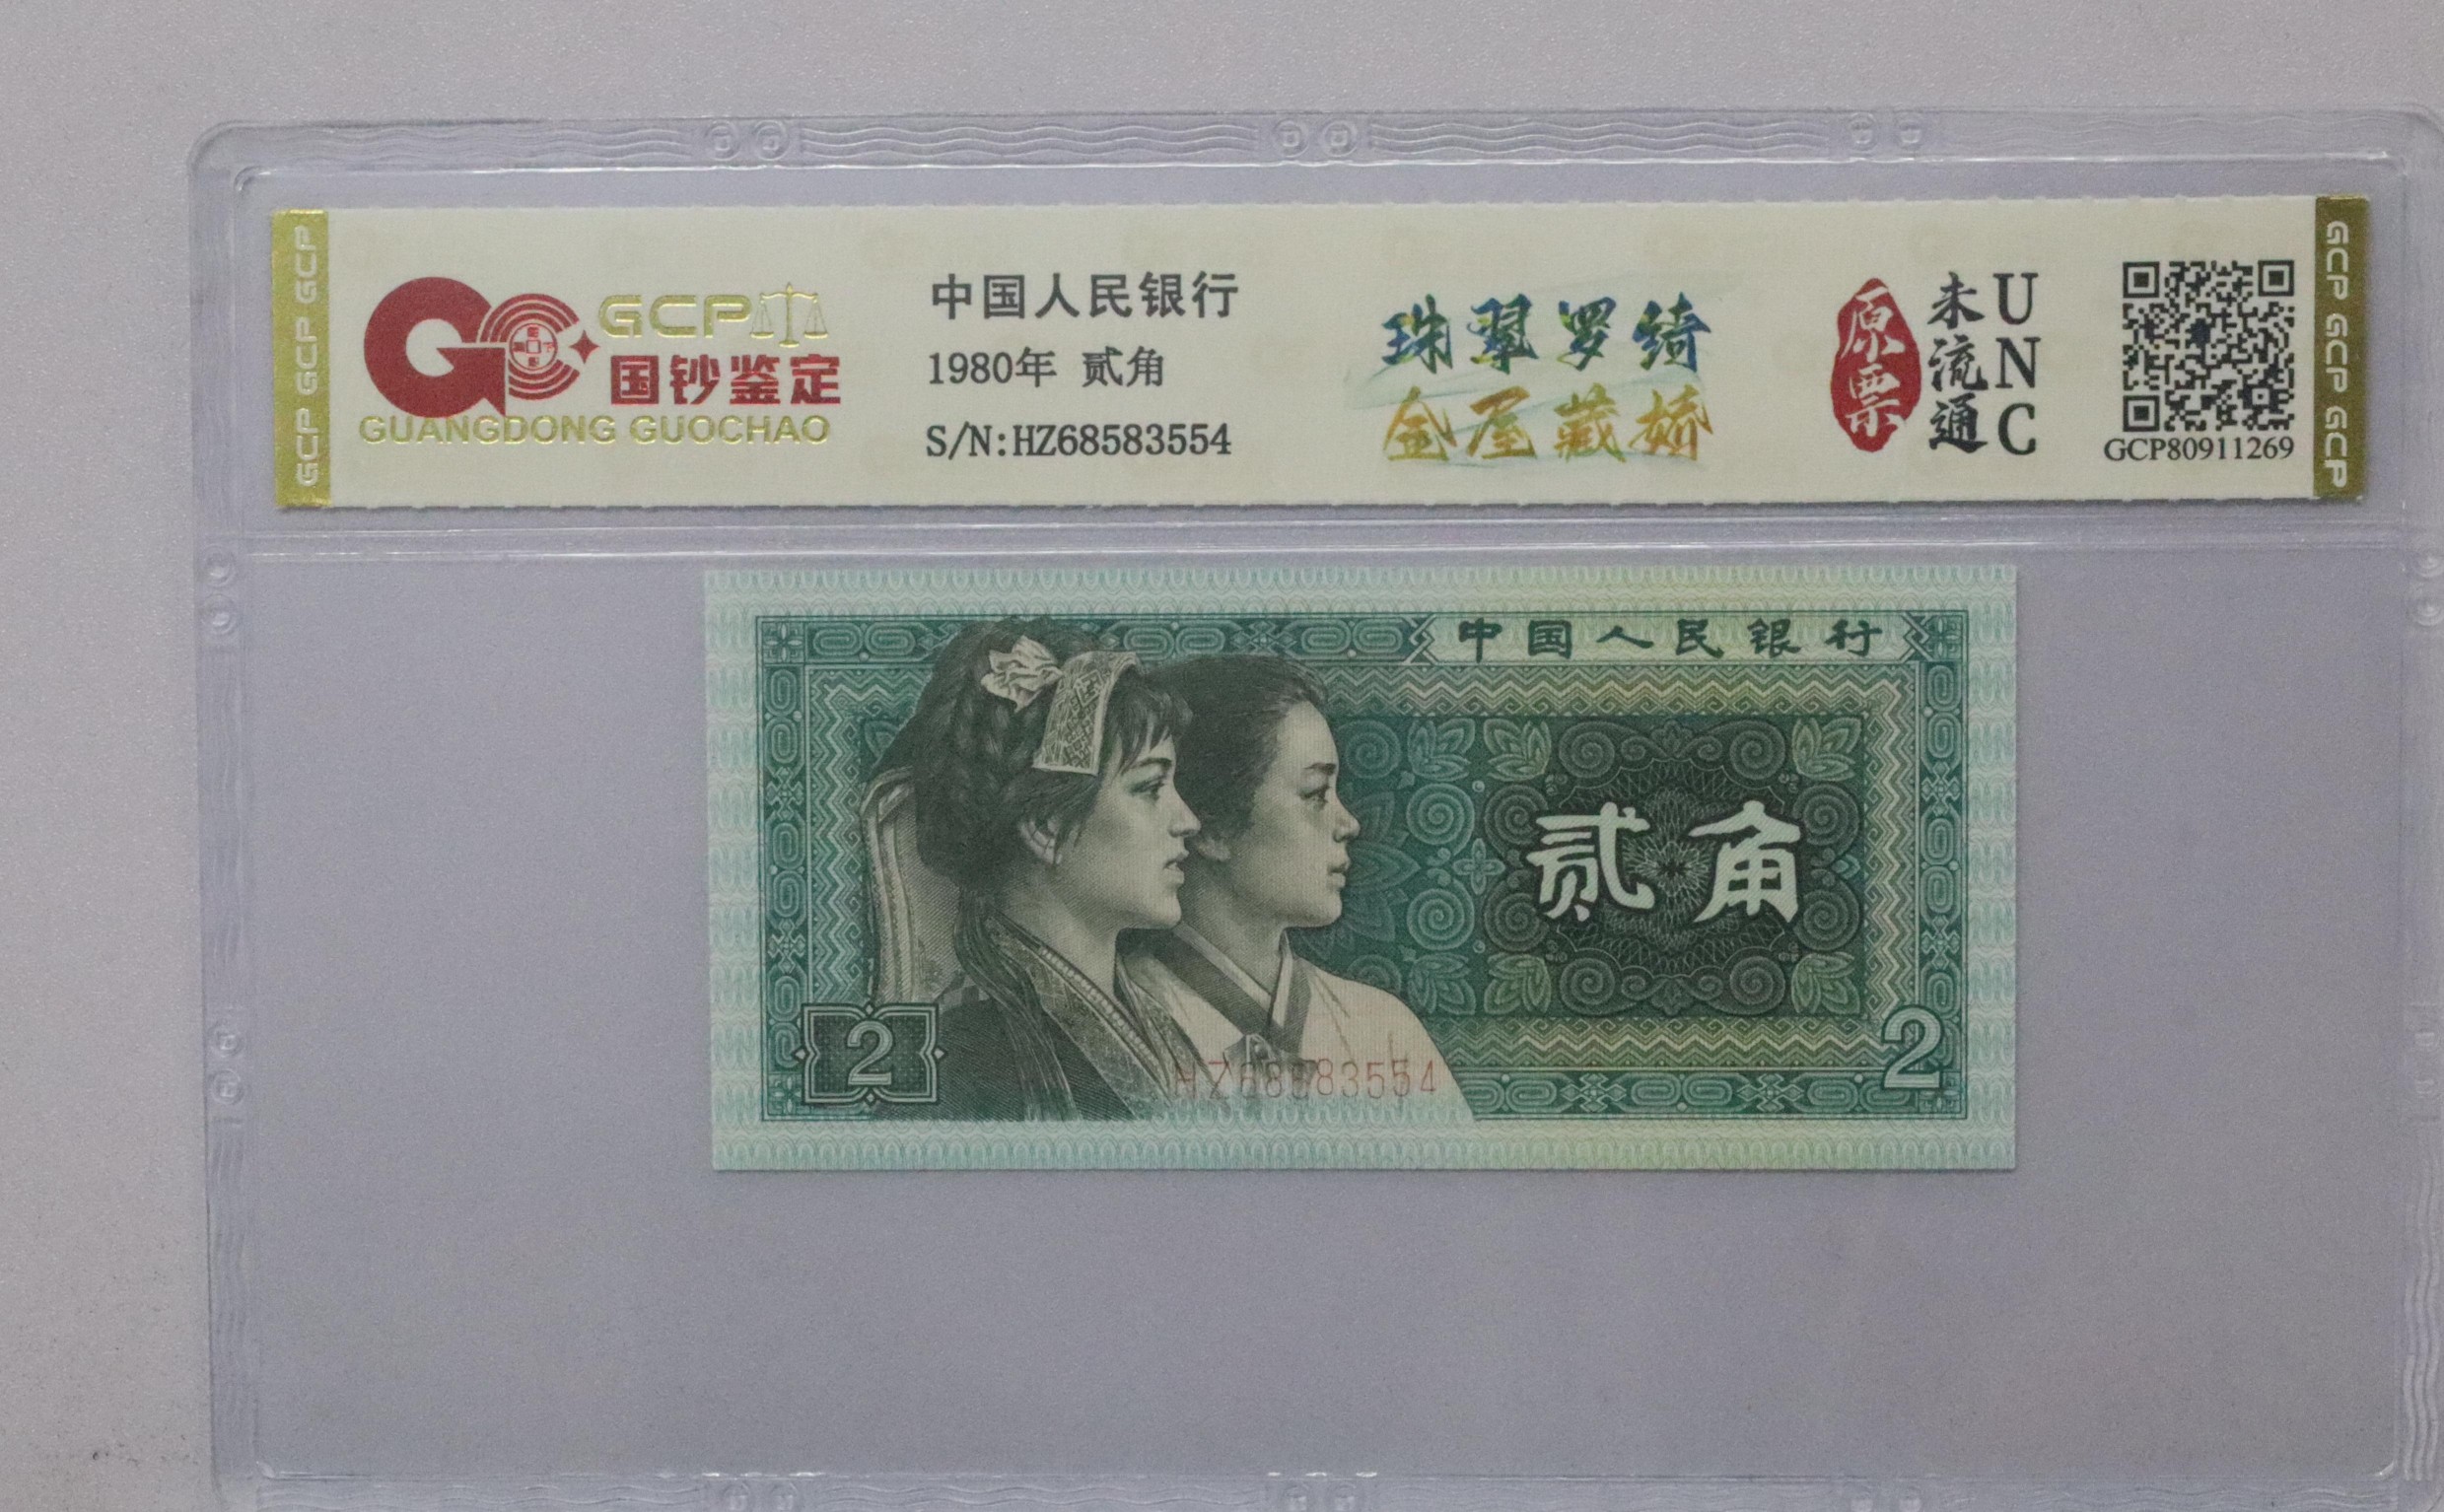 GCP GCP GCP
GCP
国钞鉴定
GUANGDONG GUOCHAO
中国人民银行
1980年 贰角
S/N:HZ68583554
珠翠罗绮
金屋藏娇
原票
未流通
UNC
GCP80911269
GCP GCP GCP
中国人民银行
贰角
2
2
HZ68583554